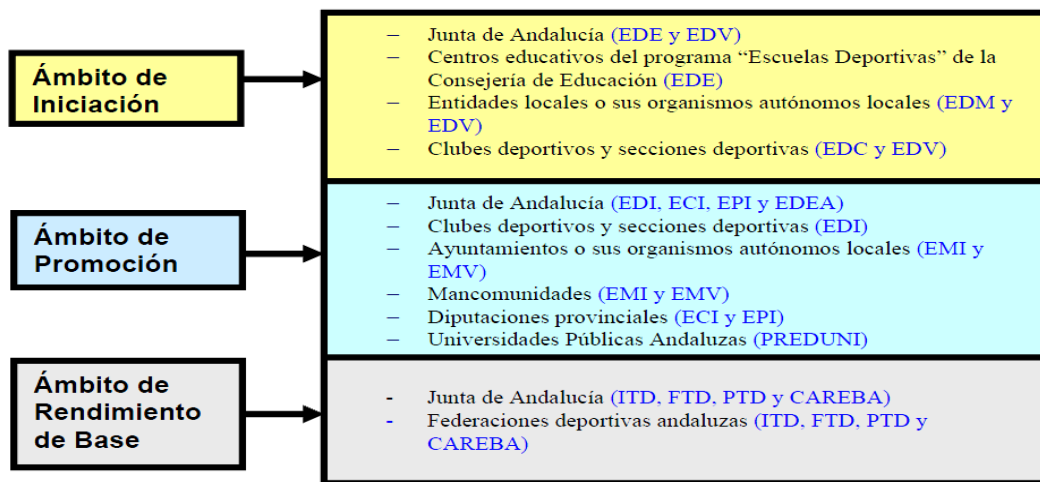 Ámbito de
Iniciación
– Junta de Andalucía (EDE y EDV)
– Centros educativos del programa “Escuelas Deportivas” de la
Consejería de Educación (EDE)
– Entidades locales o sus organismos autónomos locales (EDM y
EDV)
– Clubes deportivos y secciones deportivas (EDC y EDV)
Ámbito de
Promoción
– Junta de Andalucía (EDI, ECI, EPI y EDEA)
– Clubes deportivos y secciones deportivas (EDI)
– Ayuntamientos o sus organismos autónomos locales (EMI y
EMV)
– Mancomunidades (EMI y EMV)
– Diputaciones provinciales (ECI y EPI)
– Universidades Públicas Andaluzas (PREDUNI)
Ámbito de
Rendimiento
de Base
- Junta de Andalucía (ITD, FTD, PTD y CAREBA)
- Federaciones deportivas andaluzas (ITD, FTD, PTD y
CAREBA)